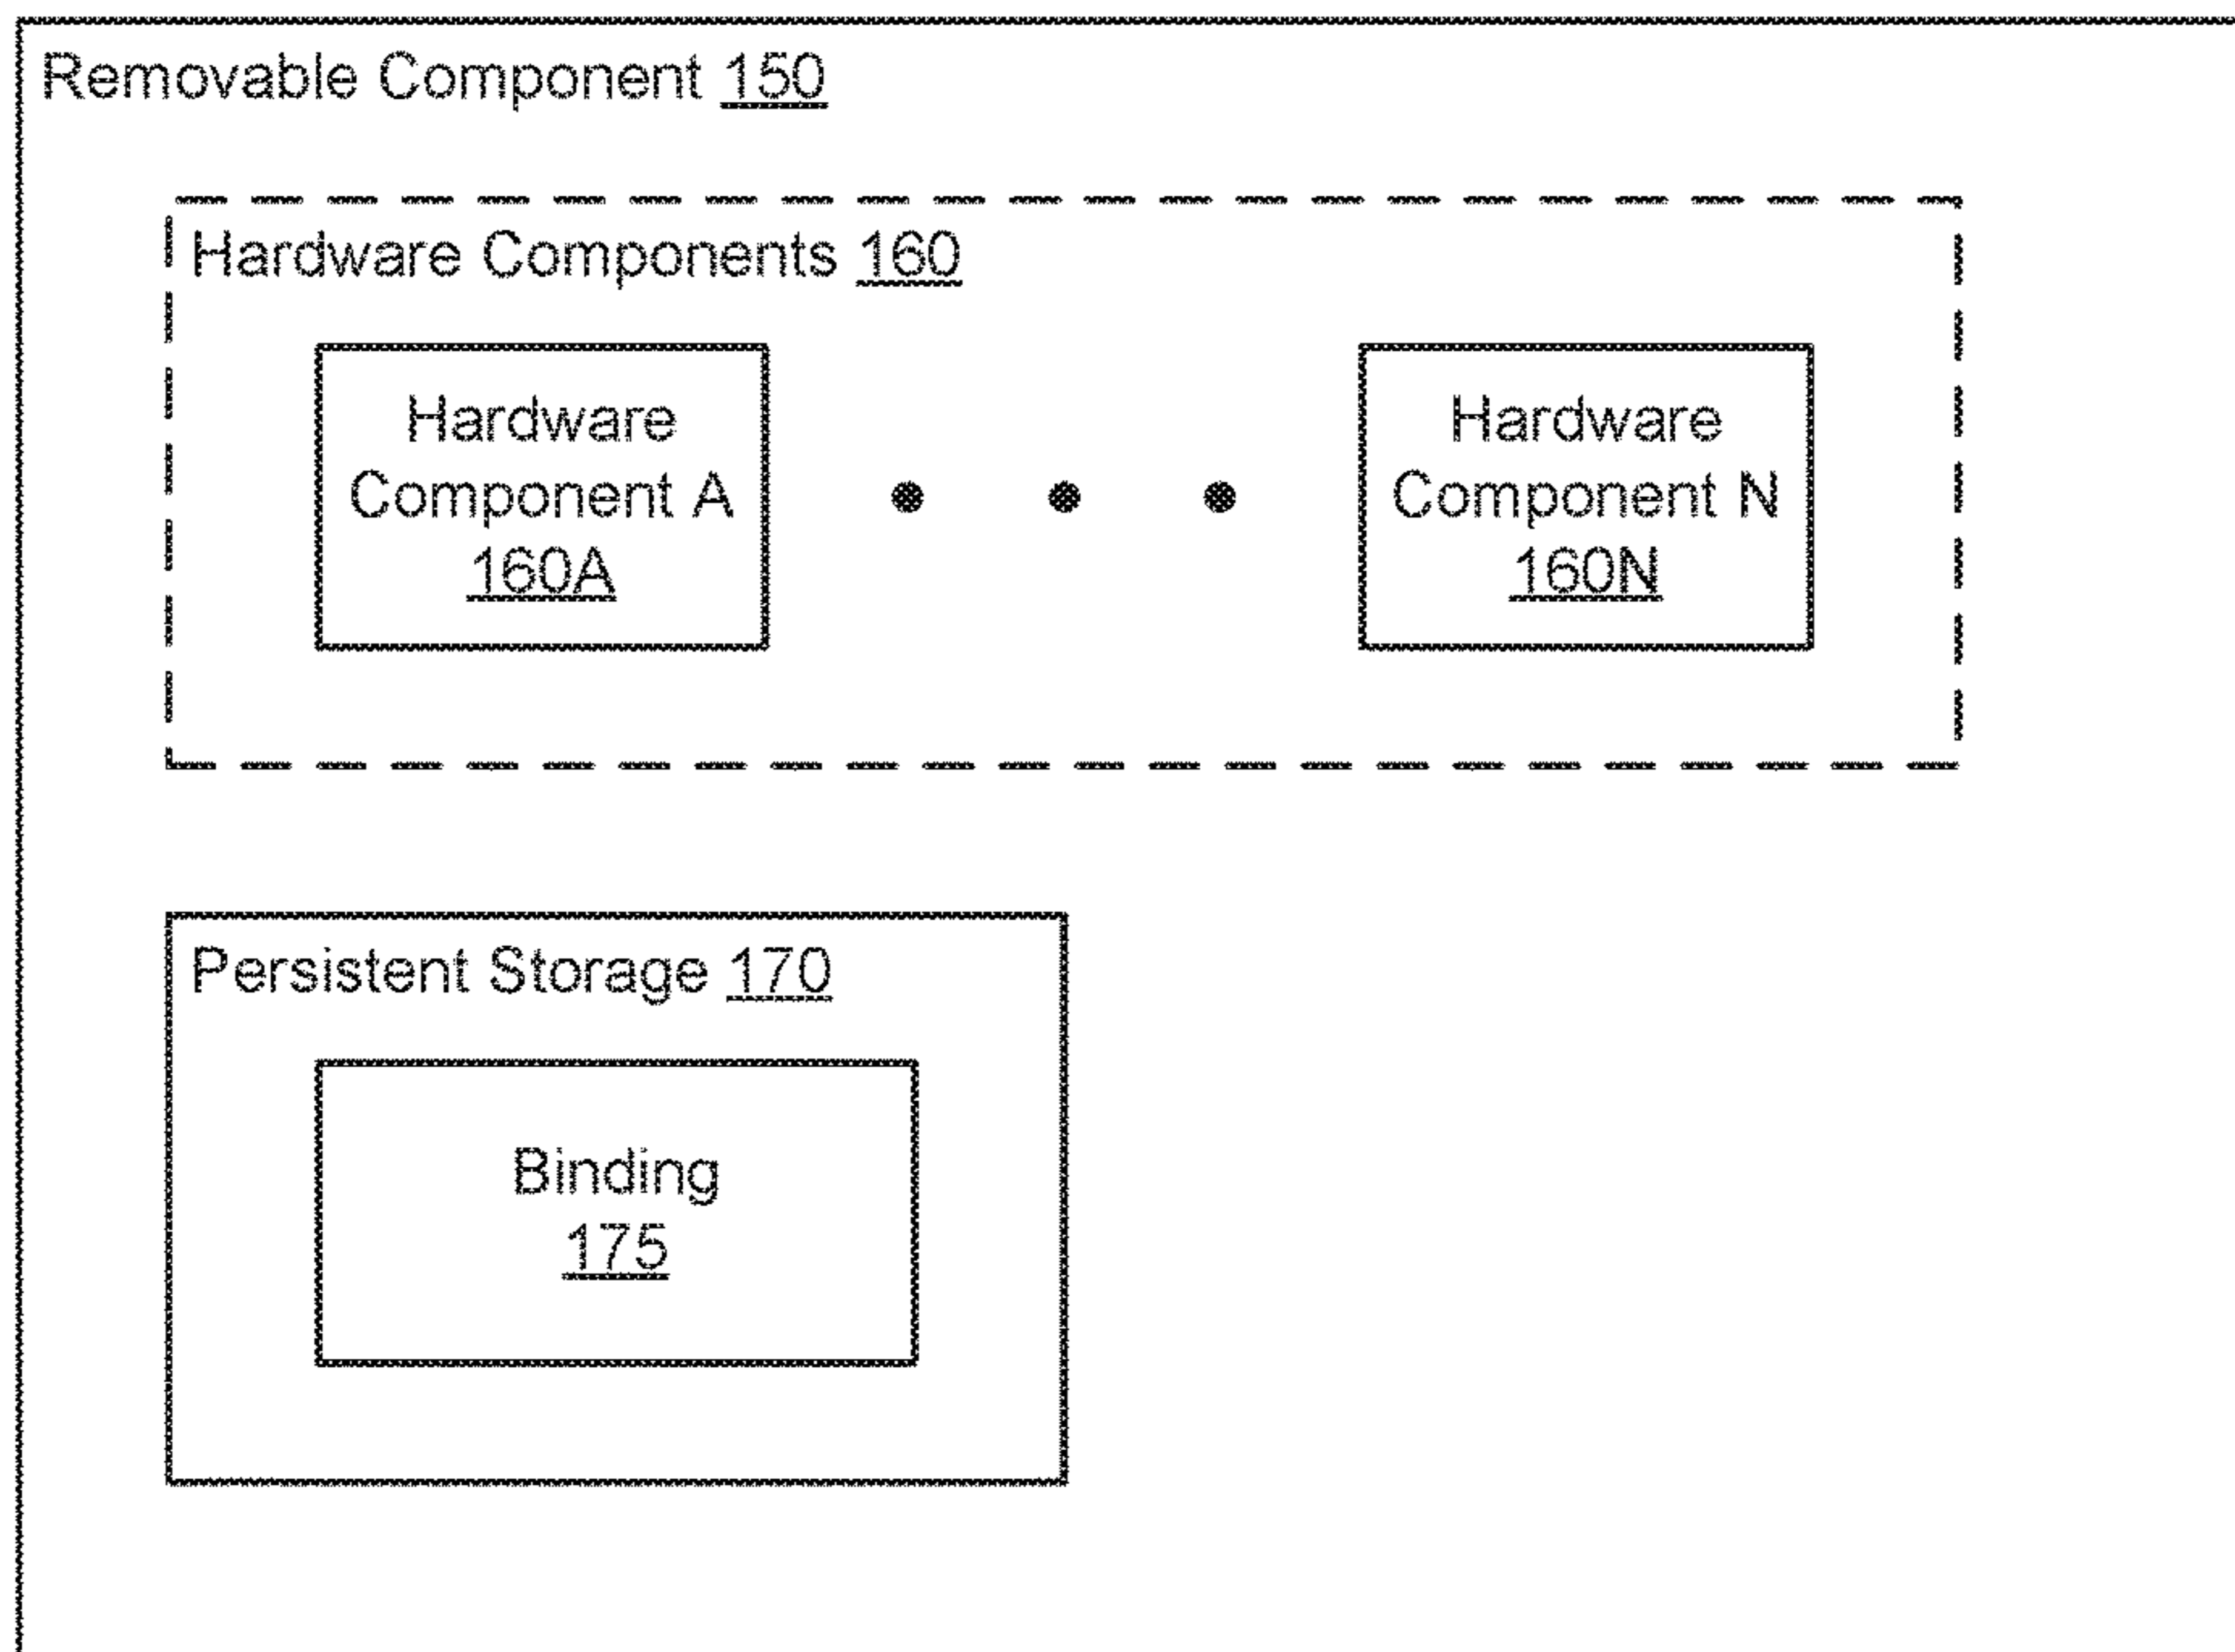 Removable Component 150
Hardware Components 160
Hardware
Component A
160A
Hardware
Component N
160N
Persistent Storage 170
Binding
175